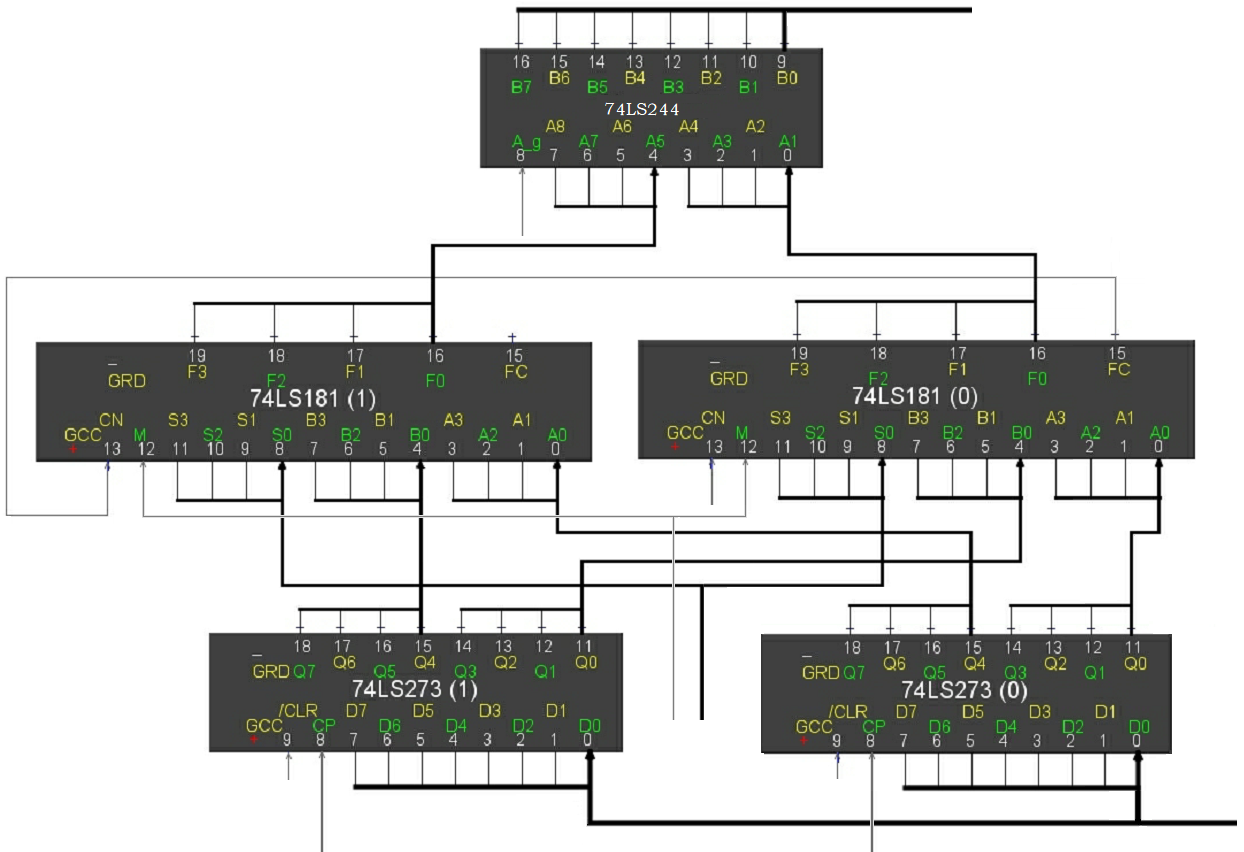 16 15 14 13 12 11 10 9
B7 B6 B5 B4 B3 B2 B1 B0
74LS244
A_g A8 A7 A6 A5 A4 A3 A2 A1
8 7 6 5 4 3 2 1 0
19 18 17 16 15
_
GRD F3 F2 F1 F0 FC
74LS181 (1)
GCC CN M S3 S2 S1 S0 B3 B2 B1 B0 A3 A2 A1 A0
+ 13 12 11 10 9 8 7 6 5 4 3 2 1 0
19 18 17 16 15
_
GRD F3 F2 F1 F0 FC
74LS181 (0)
GCC CN M S3 S2 S1 S0 B3 B2 B1 B0 A3 A2 A1 A0
+ 13 12 11 10 9 8 7 6 5 4 3 2 1 0
18 17 16 15 14 13 12 11
_
GRD Q7 Q6 Q5 Q4 Q3 Q2 Q1 Q0
74LS273 (1)
GCC /CLR CP D7 D6 D5 D4 D3 D2 D1 D0
+ 9 8 7 6 5 4 3 2 1 0
18 17 16 15 14 13 12 11
_
GRD Q7 Q6 Q5 Q4 Q3 Q2 Q1 Q0
74LS273 (0)
GCC /CLR CP D7 D6 D5 D4 D3 D2 D1 D0
+ 9 8 7 6 5 4 3 2 1 0